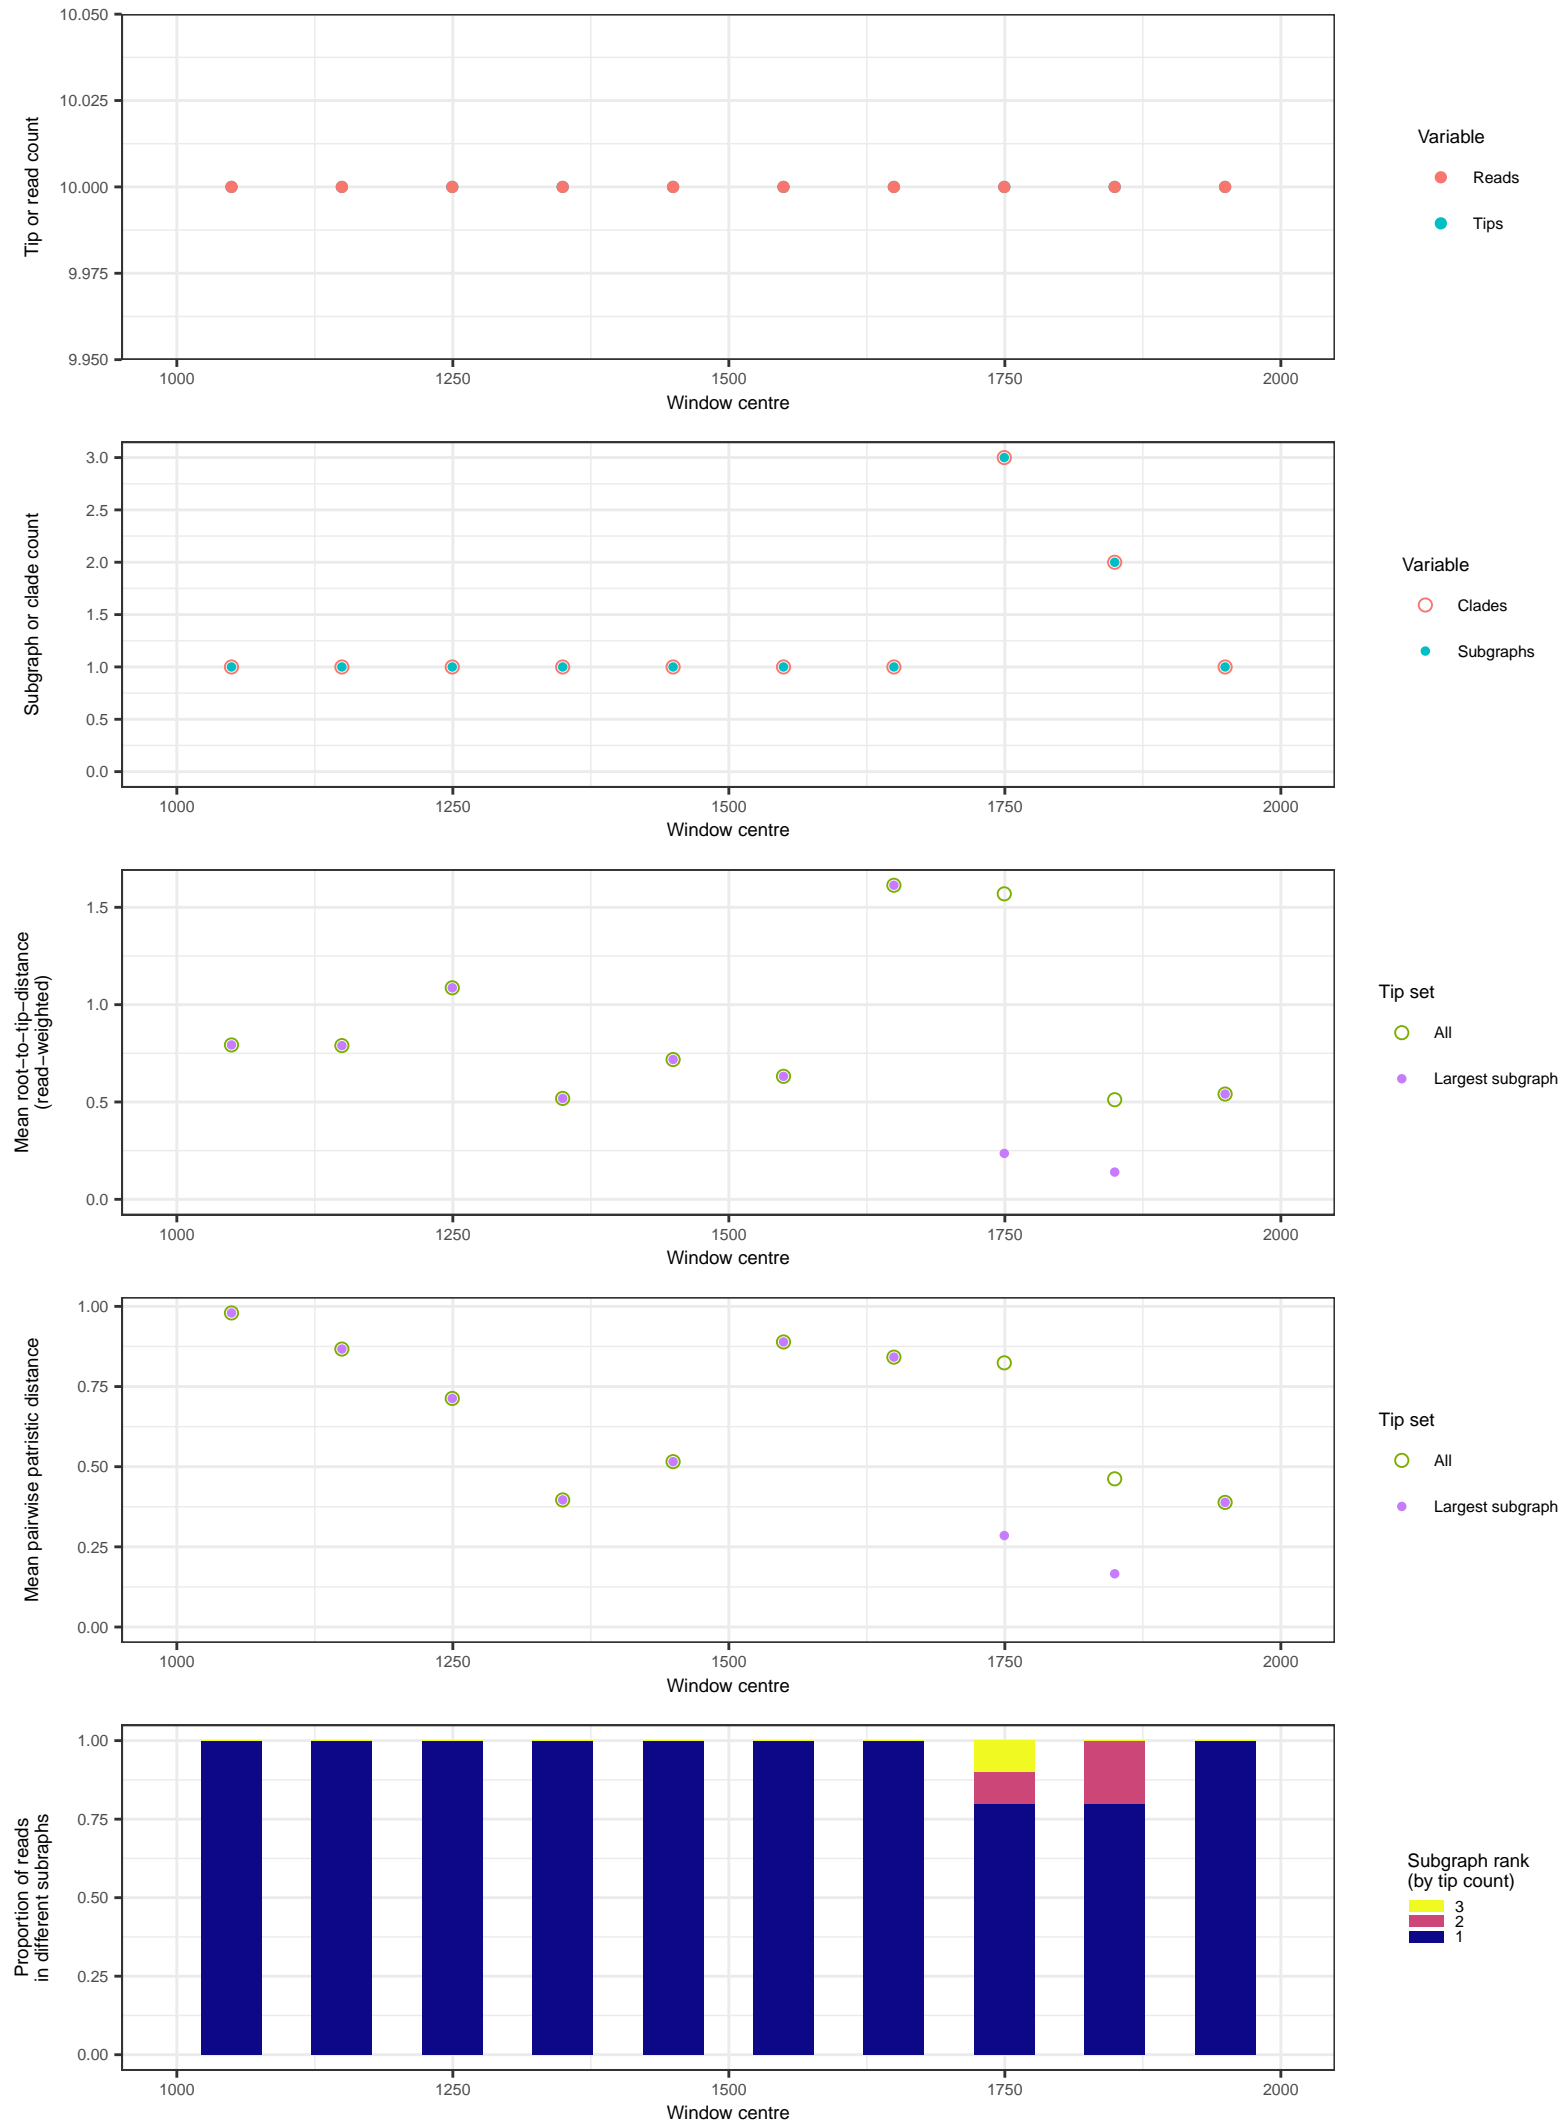 10.050
10.025
10.000
9.975
9.950
Tip or read count
1000 1250 1500 1750 2000
Window centre
Variable
Reads
Tips
3.0
2.5
2.0
1.5
1.0
0.5
0.0
Subgraph or clade count
1000 1250 1500 1750 2000
Window centre
Variable
Clades
Subgraphs
1.5
1.0
0.5
0.0
Mean root−to−tip−distance
(read−weighted)
1000 1250 1500 1750 2000
Window centre
Tip set
All
Largest subgraph
1.00
0.75
0.50
0.25
0.00
Mean pairwise patristic distance
1000 1250 1500 1750 2000
Window centre
Tip set
All
Largest subgraph
1.00
0.75
0.50
0.25
0.00
Proportion of reads
in different subraphs
1000 1250 1500 1750 2000
Window centre
Subgraph rank
(by tip count)
3
2
1